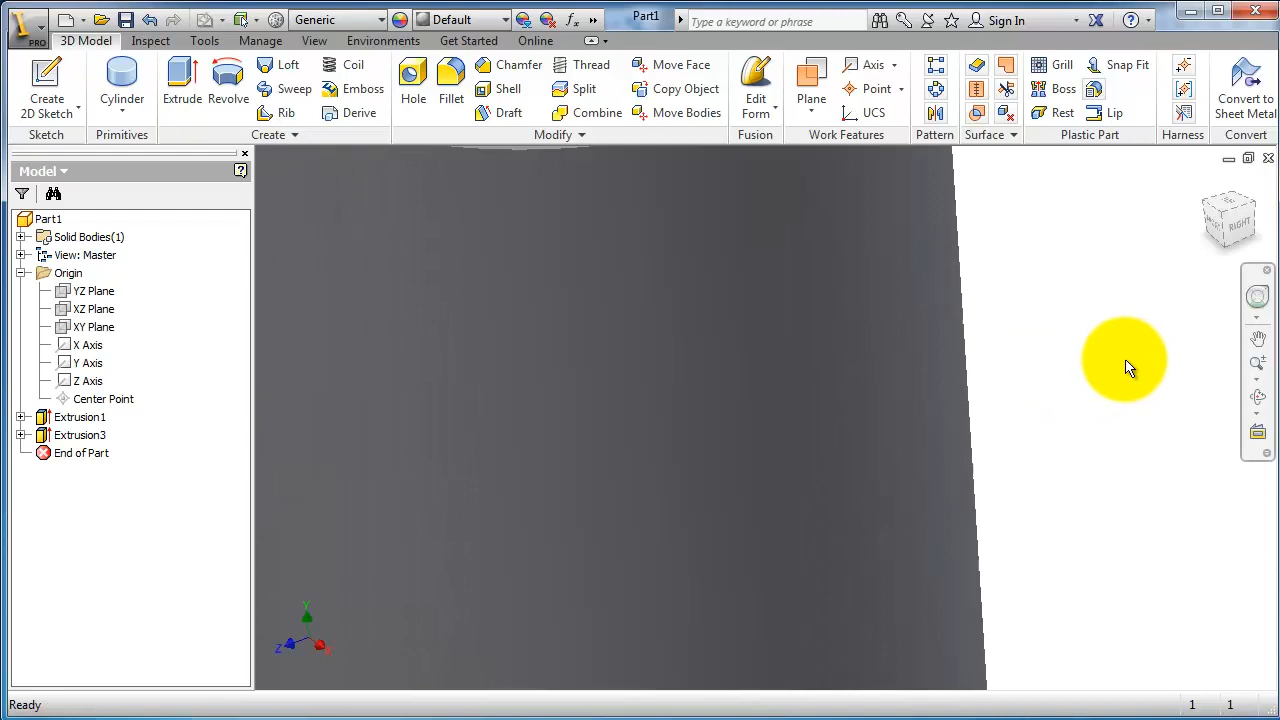 PRO
Generic
Default
fx
Part1
Type a keyword or phrase
Sign In
3D Model
Inspect
Tools
Manage
View
Environments
Get Started
Online
Create
2D Sketch
Sketch
Cylinder
Primitives
Extrude
Revolve
Loft
Sweep
Rib
Coil
Emboss
Derive
Create
Hole
Fillet
Chamfer
Shell
Draft
Thread
Split
Combine
Move Face
Copy Object
Move Bodies
Modify
Edit
Form
Fusion
Plane
Axis
Point
UCS
Work Features
Pattern
Surface
Grill
Boss
Rest
Snap Fit
Lip
Plastic Part
Harness
Convert to
Sheet Metal
Convert
Model
Part1
Solid Bodies(1)
View: Master
Origin
YZ Plane
XZ Plane
XY Plane
X Axis
Y Axis
Z Axis
Center Point
Extrusion1
Extrusion3
End of Part
RIGHT
Y
Z
X
Ready
1
1